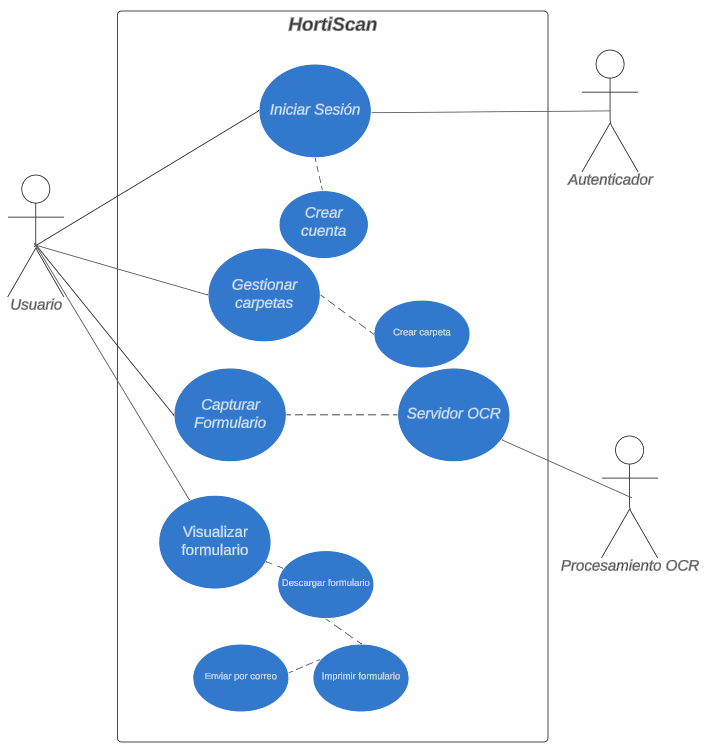 HortiScan
Iniciar Sesión
Autenticador
Crear
cuenta
Usuario
Gestionar
carpetas
Crear carpeta
Capturar
Formulario
Servidor OCR
Procesamiento OCR
Visualizar
formulario
Descargar formulario
Enviar por correo
Imprimir formulario